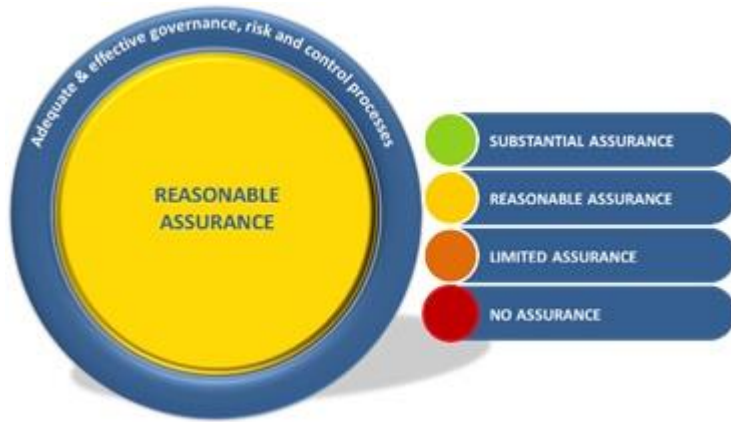 Adequate & effective governance, risk and control processes
REASONABLE
ASSURANCE
SUBSTANTIAL ASSURANCE
REASONABLE ASSURANCE
LIMITED ASSURANCE
NO ASSURANCE